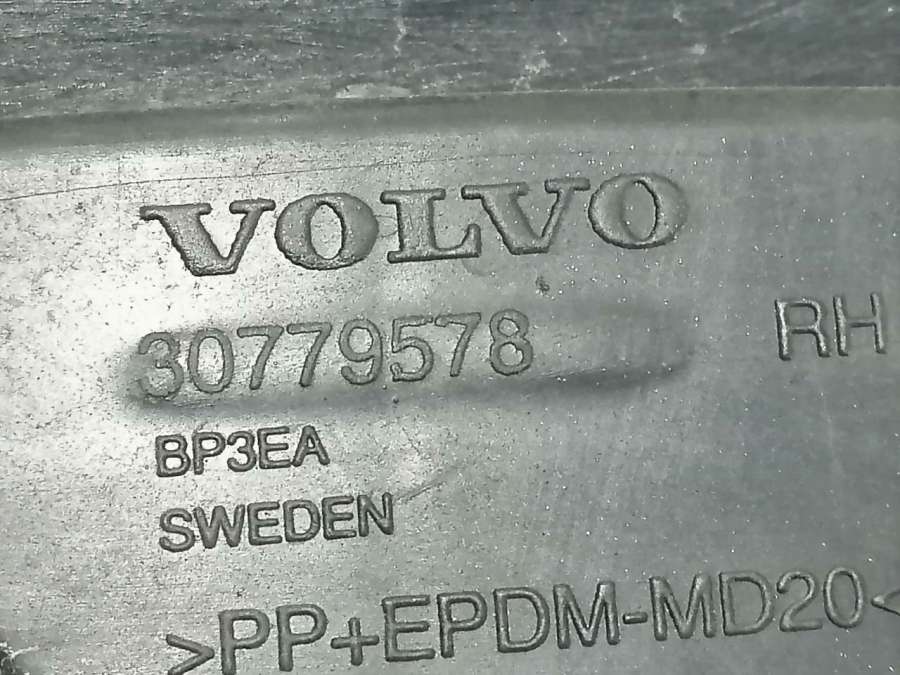 VOLVO
30779578
RH
BP3EA
SWEDEN
>PP+EPDM-MD20<